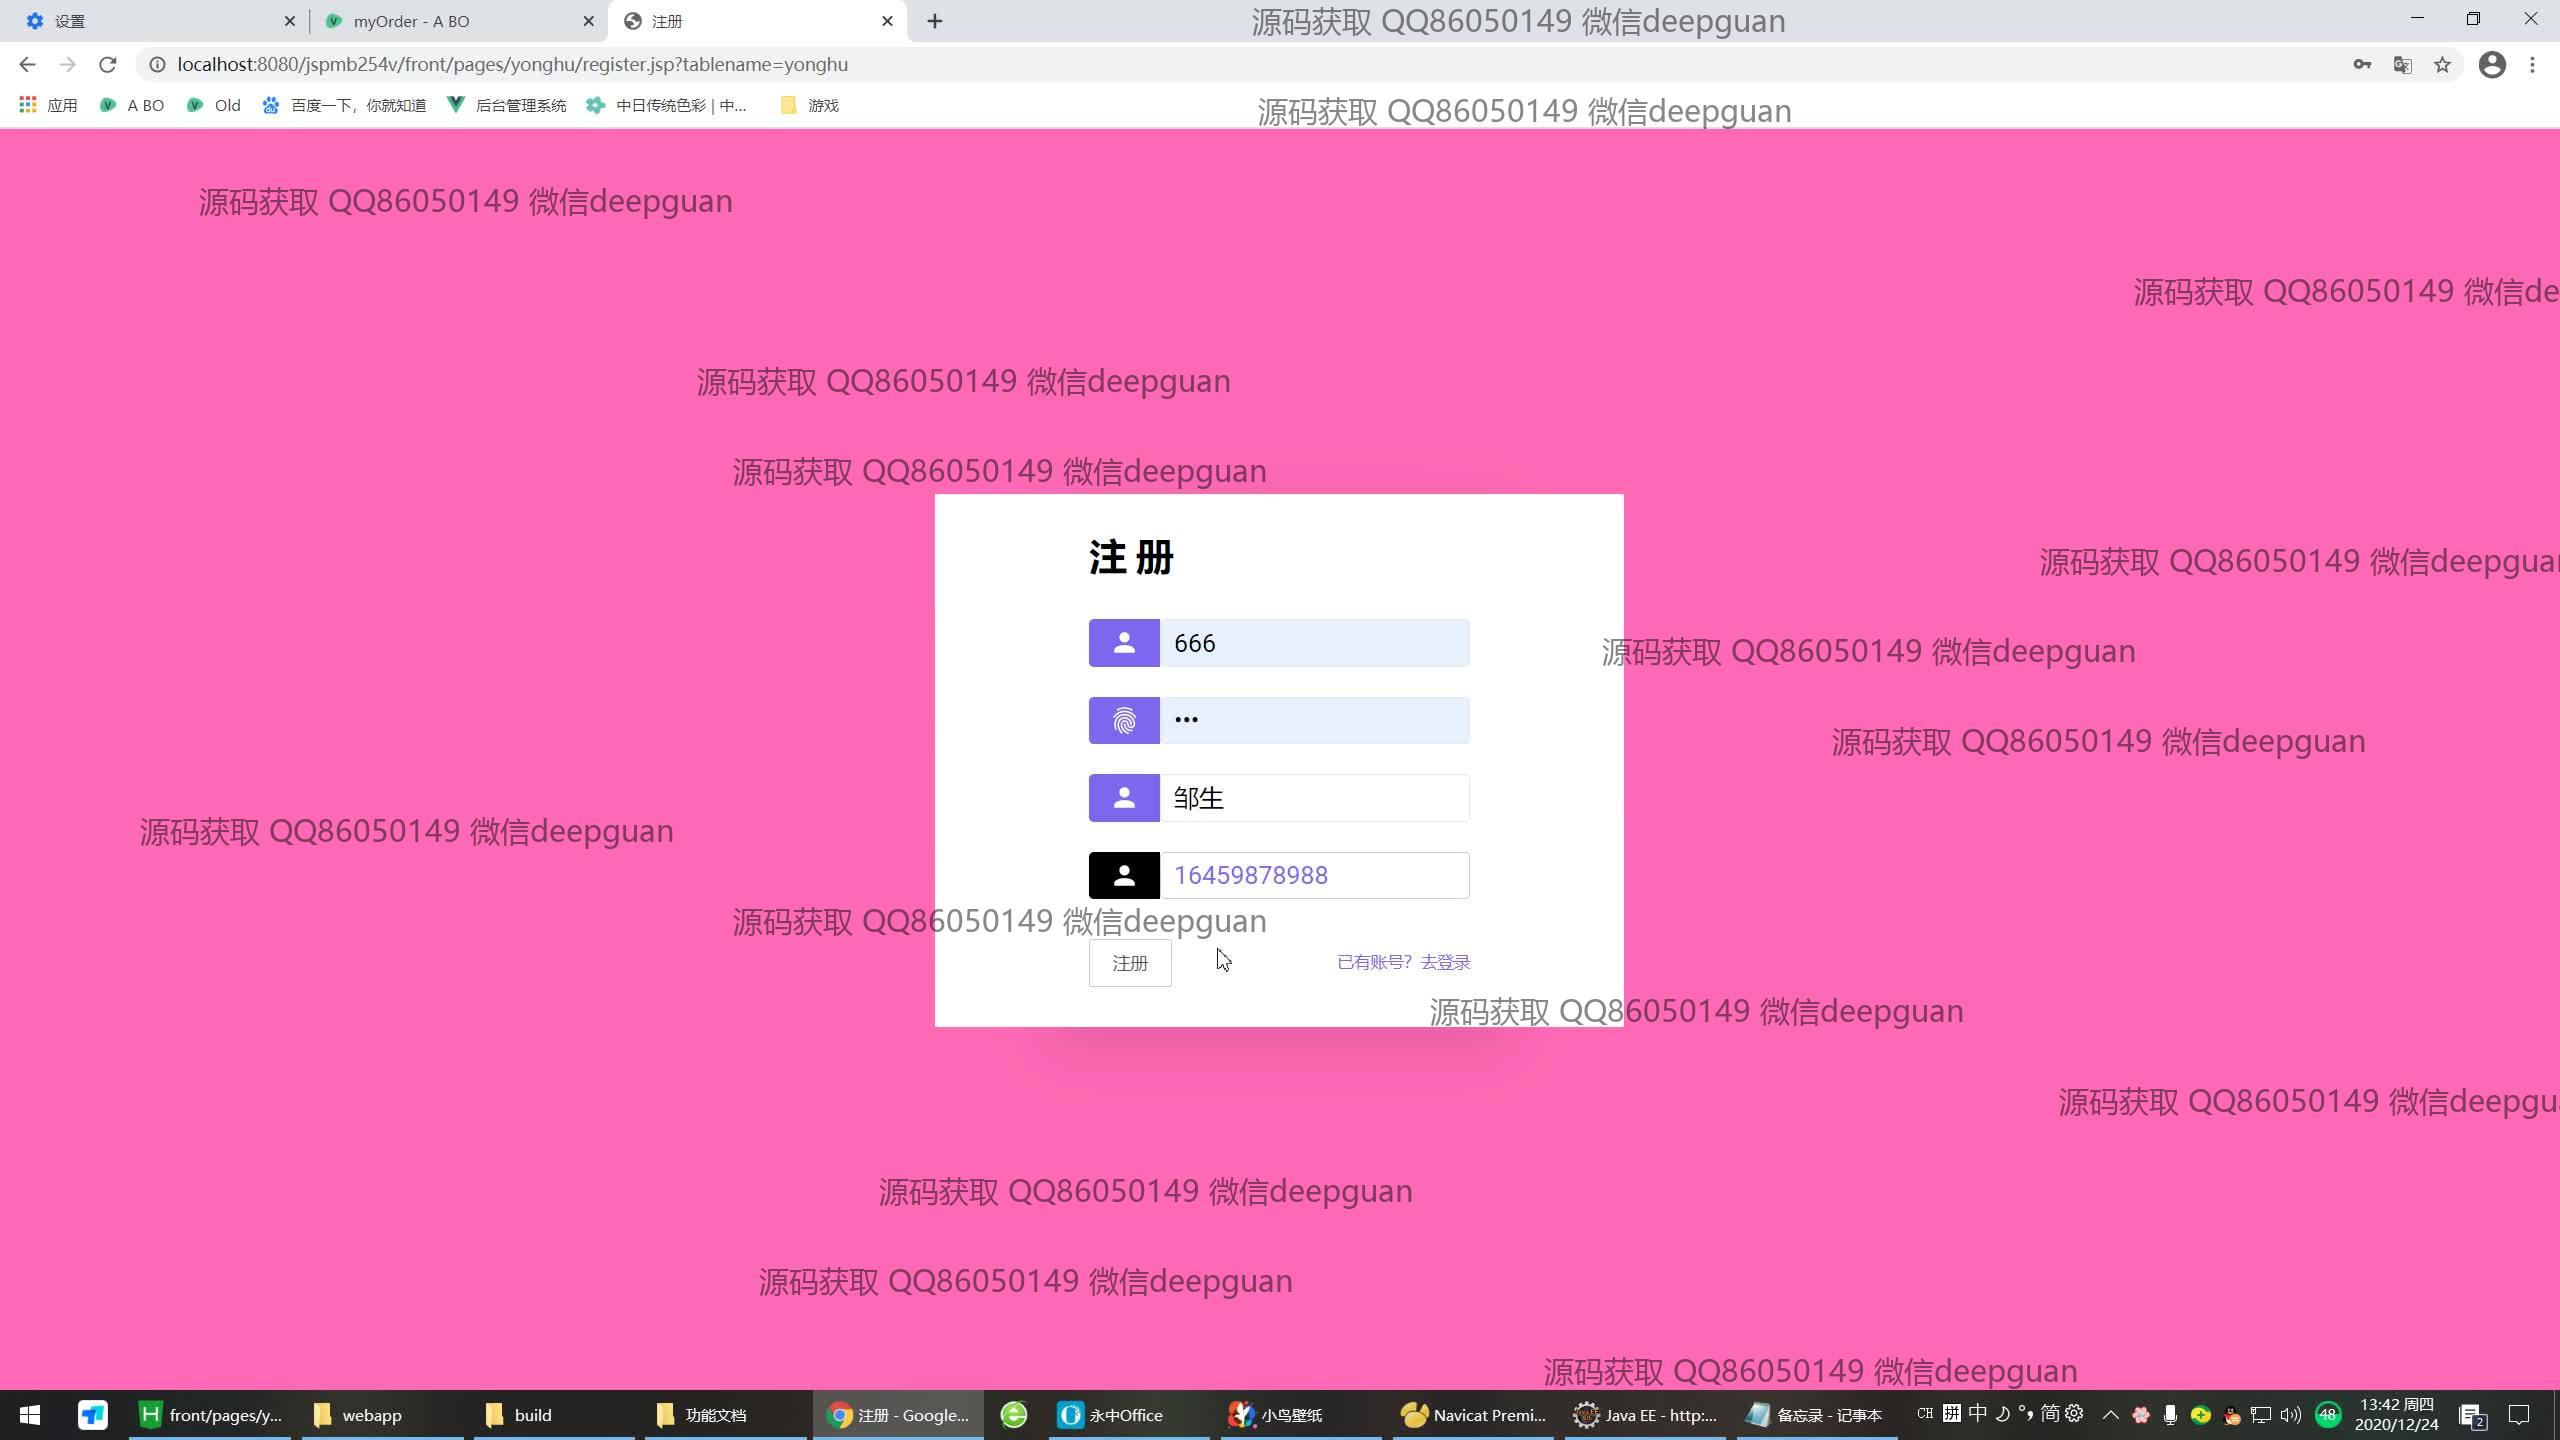 设置
myOrder - A BO
注册
源码获取 QQ86050149 微信deepguan
localhost:8080/jspmb254v/front/pages/yonghu/register.jsp?tablename=yonghu
应用
A BO
Old
百度一下，你就知道
后台管理系统
中日传统色彩 | 中...
游戏
源码获取 QQ86050149 微信deepguan
源码获取 QQ86050149 微信deepguan
源码获取 QQ86050149 微信de
源码获取 QQ86050149 微信deepguan
源码获取 QQ86050149 微信deepguan
注 册
源码获取 QQ86050149 微信deepguan
666
源码获取 QQ86050149 微信deepguan
•••
源码获取 QQ86050149 微信deepguan
邹生
源码获取 QQ86050149 微信deepguan
16459878988
源码获取 QQ86050149 微信deepguan
注册
已有账号？去登录
源码获取 QQ86050149 微信deepguan
源码获取 QQ86050149 微信deepgu
源码获取 QQ86050149 微信deepguan
源码获取 QQ86050149 微信deepguan
源码获取 QQ86050149 微信deepguan
front/pages/y...
webapp
build
功能文档
注册 - Google...
永中Office
小鸟壁纸
Navicat Premi...
Java EE - http:...
备忘录 - 记事本
CH 拼 中 简
48
13:42 周四
2020/12/24
2